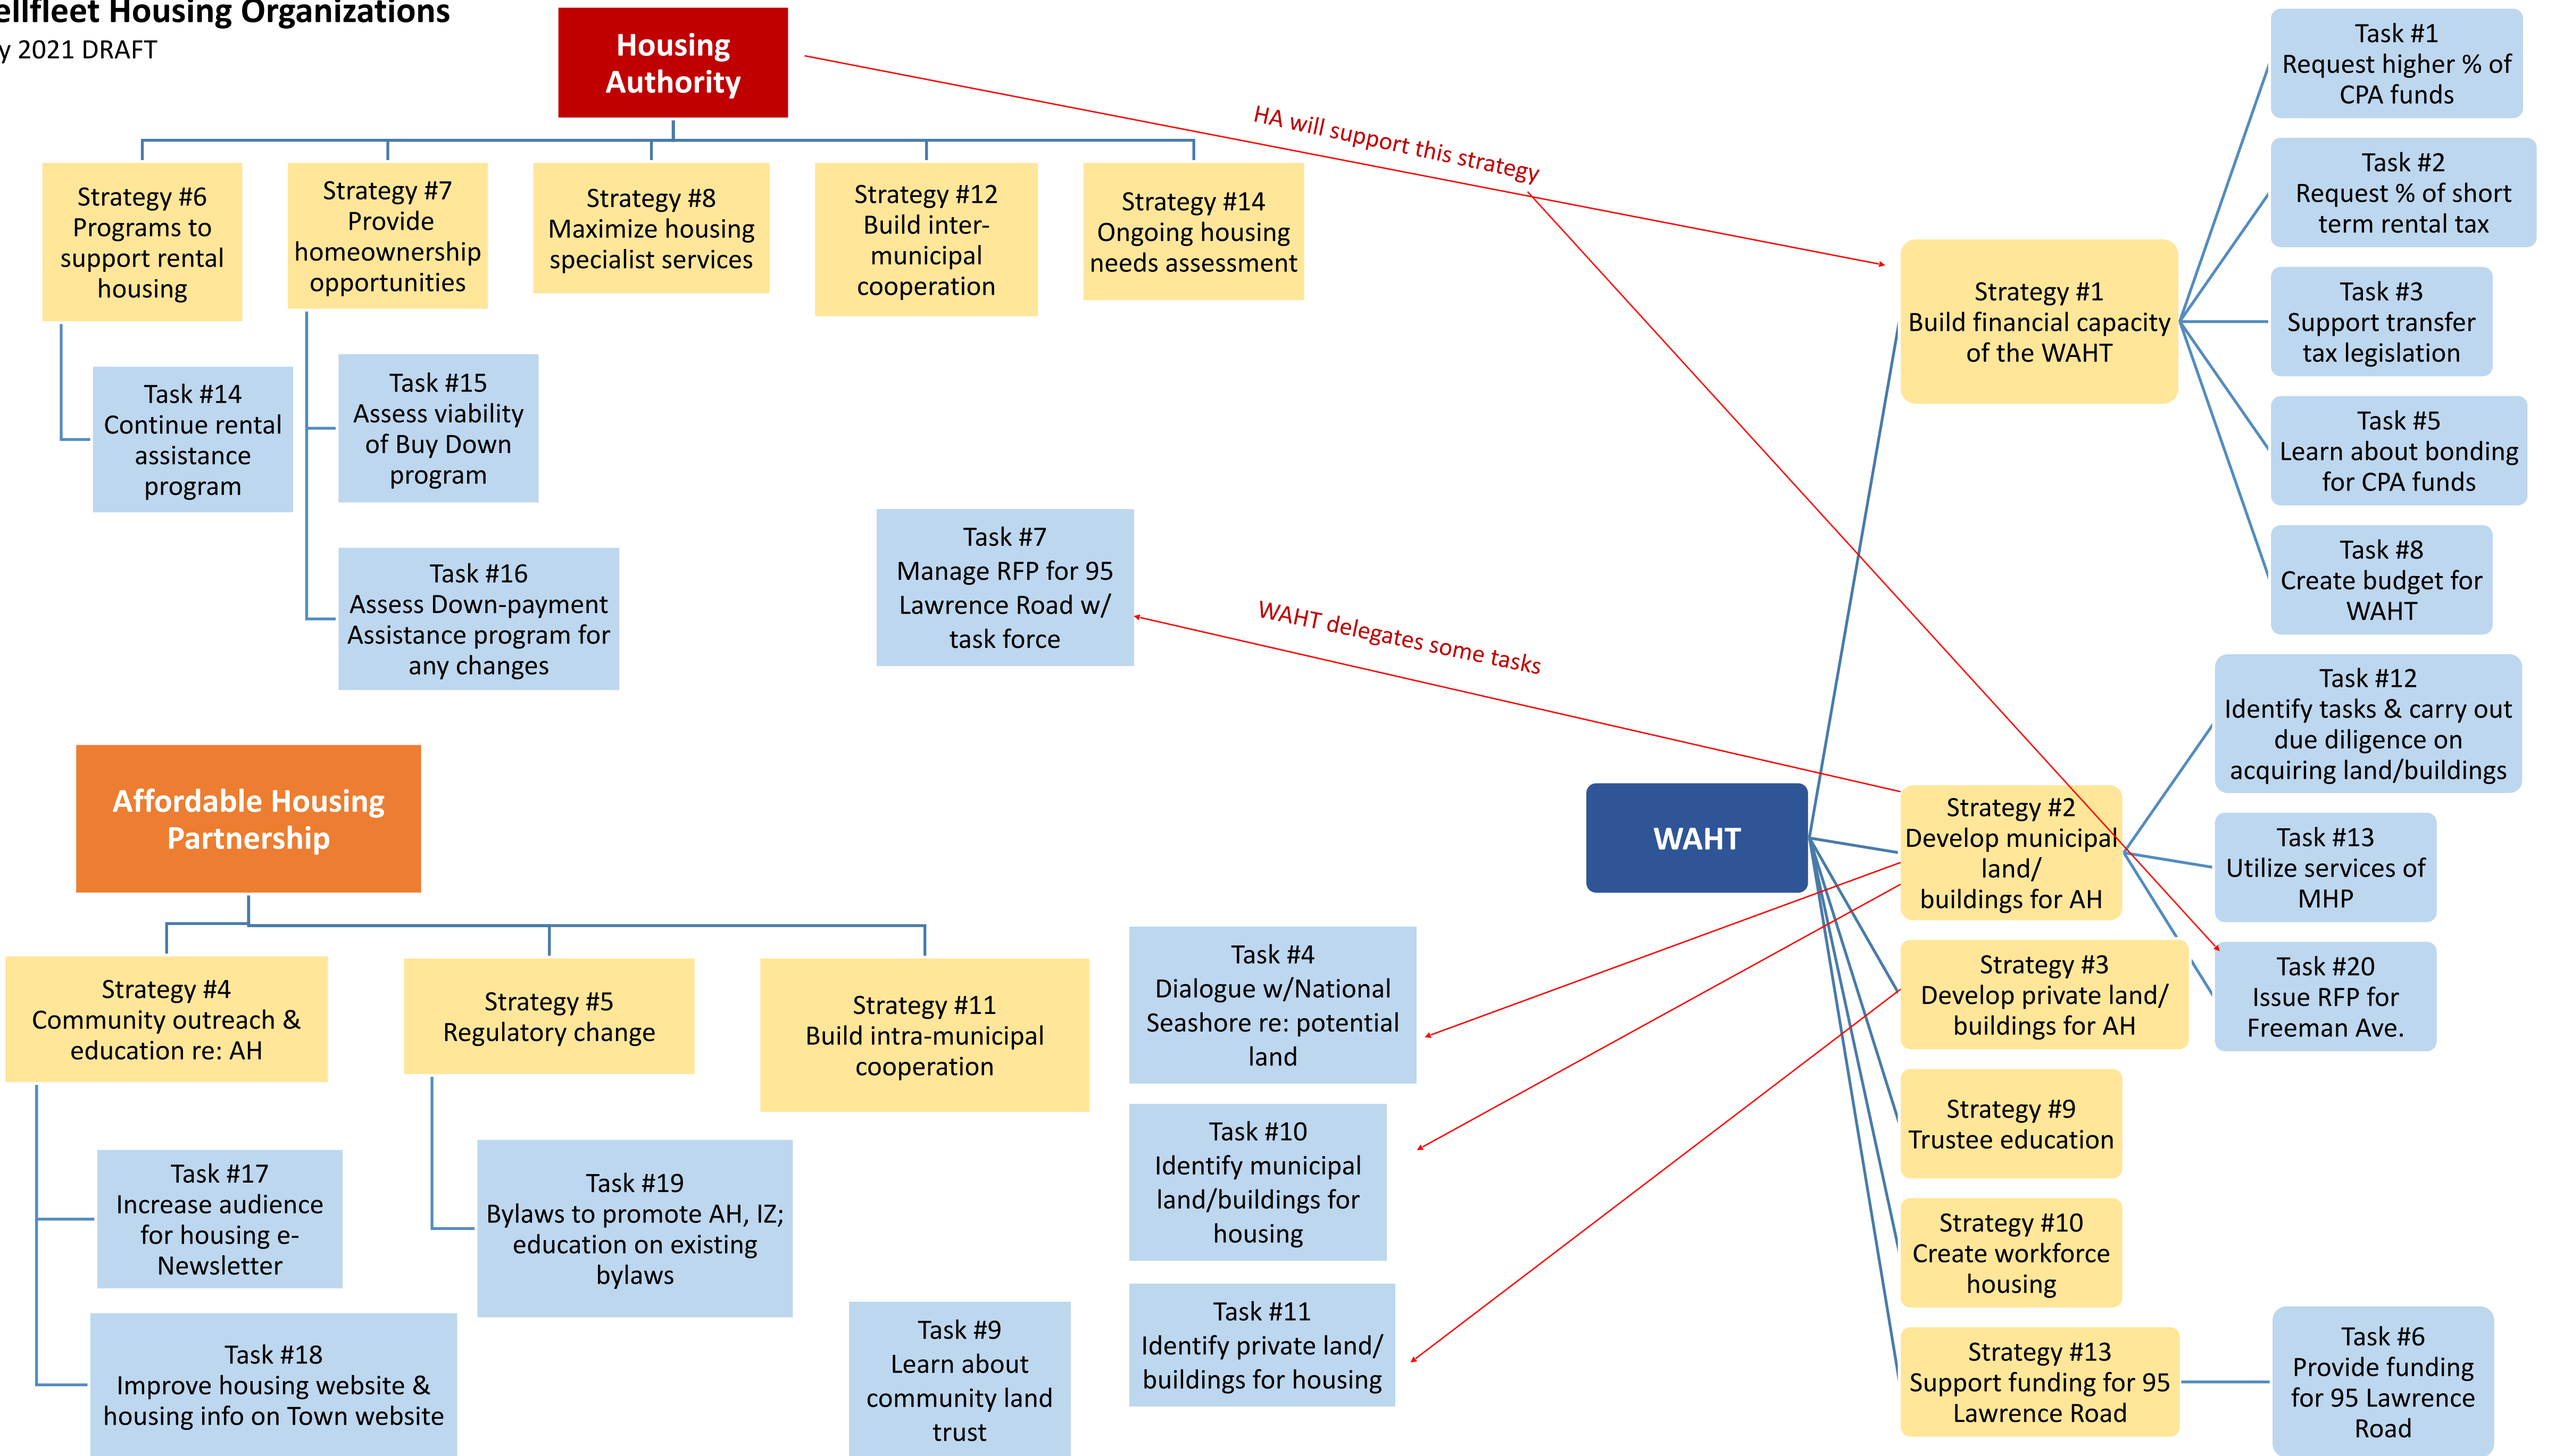 ellfleet Housing Organizations
y 2021 DRAFT
Housing
Authority
HA will support this strategy
Strategy #6
Programs to
support rental
housing
Strategy #7
Provide
homeownership
opportunities
Strategy #8
Maximize housing
specialist services
Strategy #12
Build inter-
municipal
cooperation
Strategy #14
Ongoing housing
needs assessment
Task #14
Continue rental
assistance
program
Task #15
Assess viability
of Buy Down
program
Task #16
Assess Down-payment
Assistance program for
any changes
Task #7
Manage RFP for 95
Lawrence Road w/
task force
WAHT delegates some tasks
Affordable Housing
Partnership
Strategy #4
Community outreach &
education re: AH
Strategy #5
Regulatory change
Strategy #11
Build intra-municipal
cooperation
Task #17
Increase audience
for housing e-
Newsletter
Task #18
Improve housing website &
housing info on Town website
Task #19
Bylaws to promote AH, IZ;
education on existing
bylaws
Task #9
Learn about
community land
trust
Task #4
Dialogue w/National
Seashore re: potential
land
Task #10
Identify municipal
land/buildings for
housing
Task #11
Identify private land/
buildings for housing
WAHT
Strategy #1
Build financial capacity
of the WAHT
Task #1
Request higher % of
CPA funds
Task #2
Request % of short
term rental tax
Task #3
Support transfer
tax legislation
Task #5
Learn about bonding
for CPA funds
Task #8
Create budget for
WAHT
Strategy #2
Develop municipal
land/
buildings for AH
Task #12
Identify tasks & carry out
due diligence on
acquiring land/buildings
Task #13
Utilize services of
MHP
Task #20
Issue RFP for
Freeman Ave.
Strategy #3
Develop private land/
buildings for AH
Strategy #9
Trustee education
Strategy #10
Create workforce
housing
Strategy #13
Support funding for 95
Lawrence Road
Task #6
Provide funding
for 95 Lawrence
Road